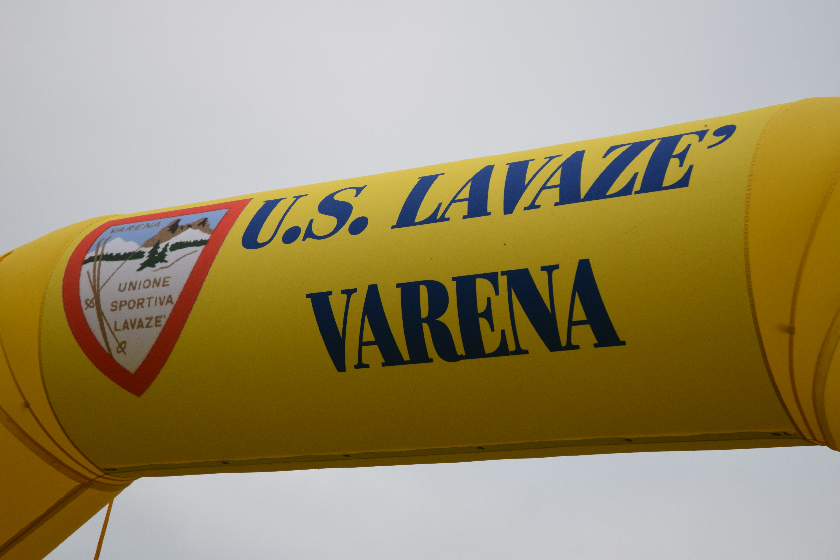 U.S. LAVAZE'
VARENA
VARENA
UNIONE
SPORTIVA
LAVAZE'